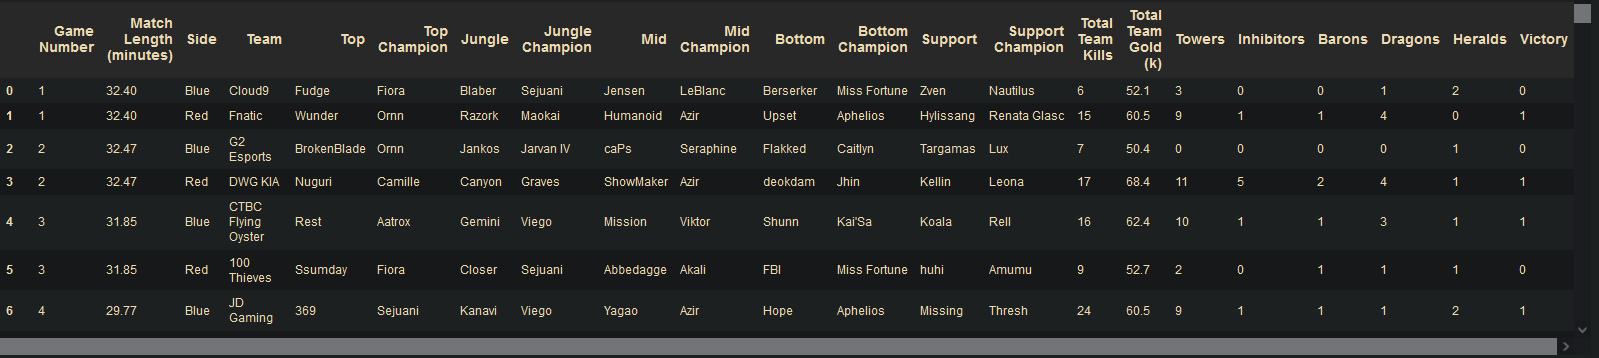 Game Number Match Length (minutes) Side Team Top Top Champion Jungle Jungle Champion Mid Mid Champion Bottom Bottom Champion Support Support Champion Total Team Kills Total Team Gold (k) Towers Inhibitors Barons Dragons Heralds Victory
0 1 32.40 Blue Cloud9 Fudge Fiora Blaber Sejuani Jensen LeBlanc Berserker Miss Fortune Zven Nautilus 6 52.1 3 0 0 1 2 0
1 1 32.40 Red Fnatic Wunder Ornn Razork Maokai Humanoid Azir Upset Aphelios Hylissang Renata Glasc 15 60.5 9 1 1 4 0 1
2 2 32.47 Blue G2 Esports BrokenBlade Ornn Jankos Jarvan IV caPs Seraphine Flakked Caitlyn Targamas Lux 7 50.4 0 0 0 0 1 0
3 2 32.47 Red DWG KIA Nuguri Camille Canyon Graves ShowMaker Azir deokdam Jhin Kellin Leona 17 68.4 11 5 2 4 1 1
4 3 31.85 Blue CTBC Flying Oyster Rest Aatrox Gemini Viego Mission Viktor Shunn Kai'Sa Koala Rell 16 62.4 10 1 1 3 1 1
5 3 31.85 Red 100 Thieves Ssumday Fiora Closer Sejuani Abbedagge Akali FBI Miss Fortune huhi Amumu 9 52.7 2 0 1 1 1 0
6 4 29.77 Blue JD Gaming 369 Sejuani Kanavi Viego Yagao Azir Hope Aphelios Missing Thresh 24 60.5 9 1 1 1 2 1